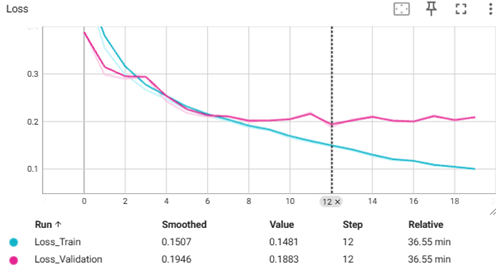 Loss
0.3
0.2
0.1
0 2 4 6 8 10 12 × 14 16 18
Run ↑ Smoothed Value Step Relative
Loss_Train 0.1507 0.1481 12 36.55 min
Loss_Validation 0.1946 0.1883 12 36.55 min